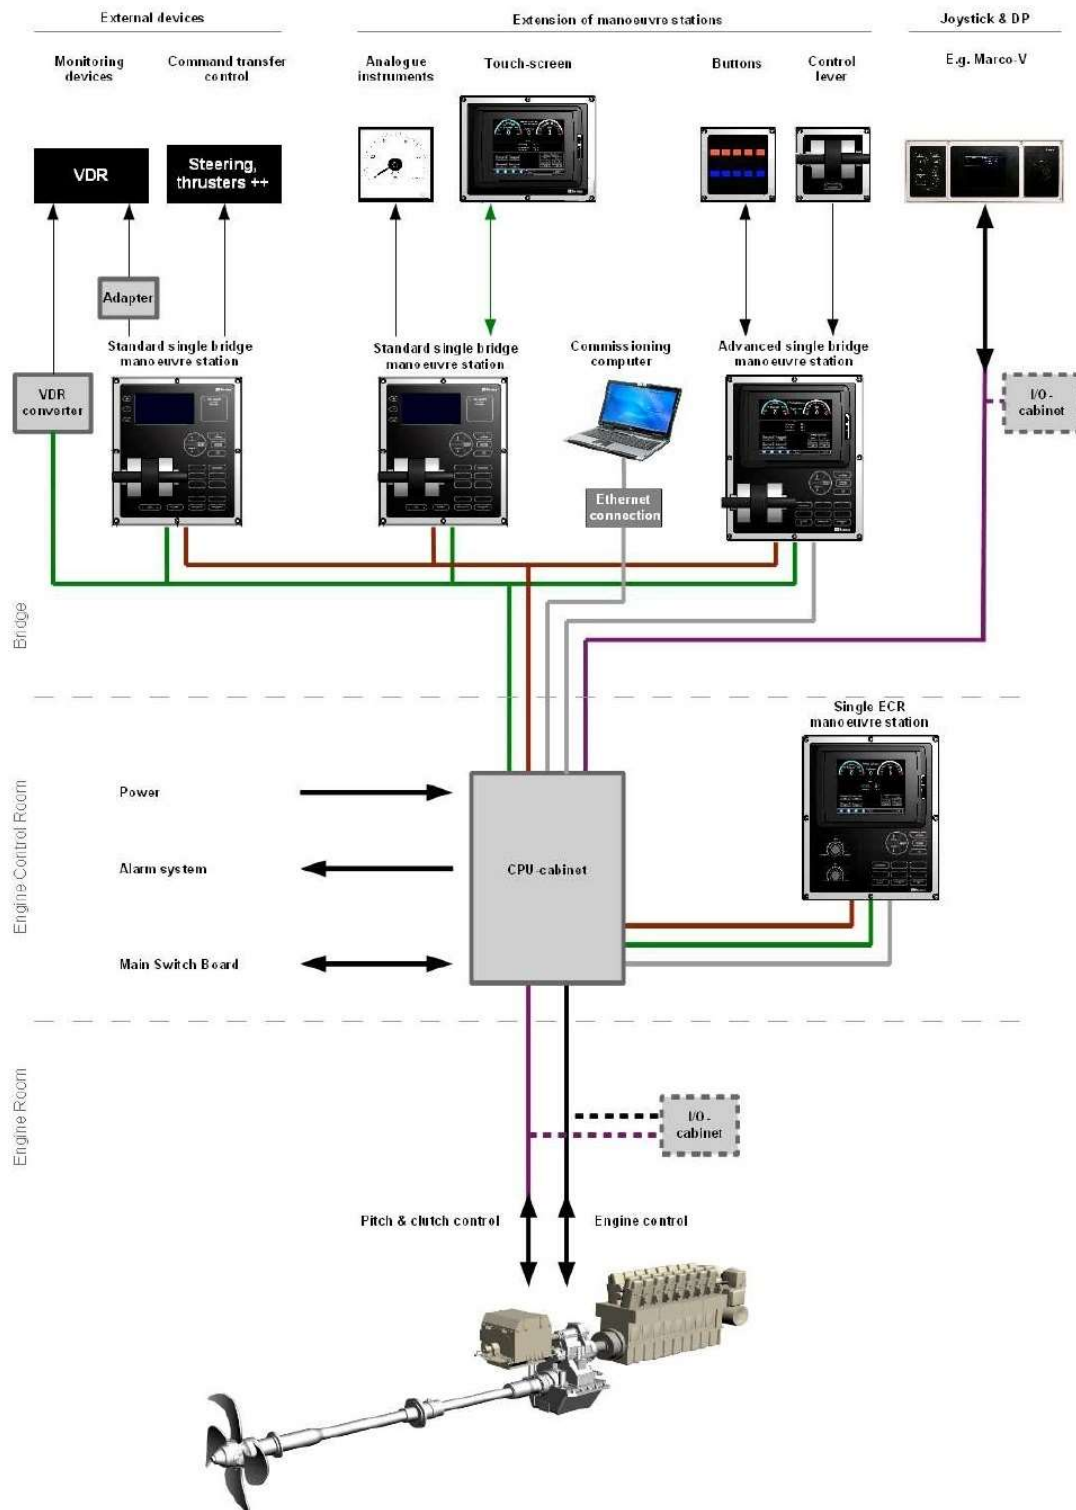 External devices
Extension of manoeuvre stations
Joystick & DP
Monitoring
devices
Command transfer
control
Analogue
instruments
Touch-screen
Buttons
Control
lever
E.g. Marco-V
VDR
Steering,
thrusters ++
Adapter
Standard single bridge
manoeuvre station
Standard single bridge
manoeuvre station
Commissioning
computer
Advanced single bridge
manoeuvre station
VDR
converter
I/O-
cabinet
Ethernet
connection
Bridge
Single ECR
manoeuvre station
Engine Control Room
Power
Alarm system
CPU-cabinet
Main Switch Board
Engine Room
I/O-
cabinet
Pitch & clutch control
Engine control